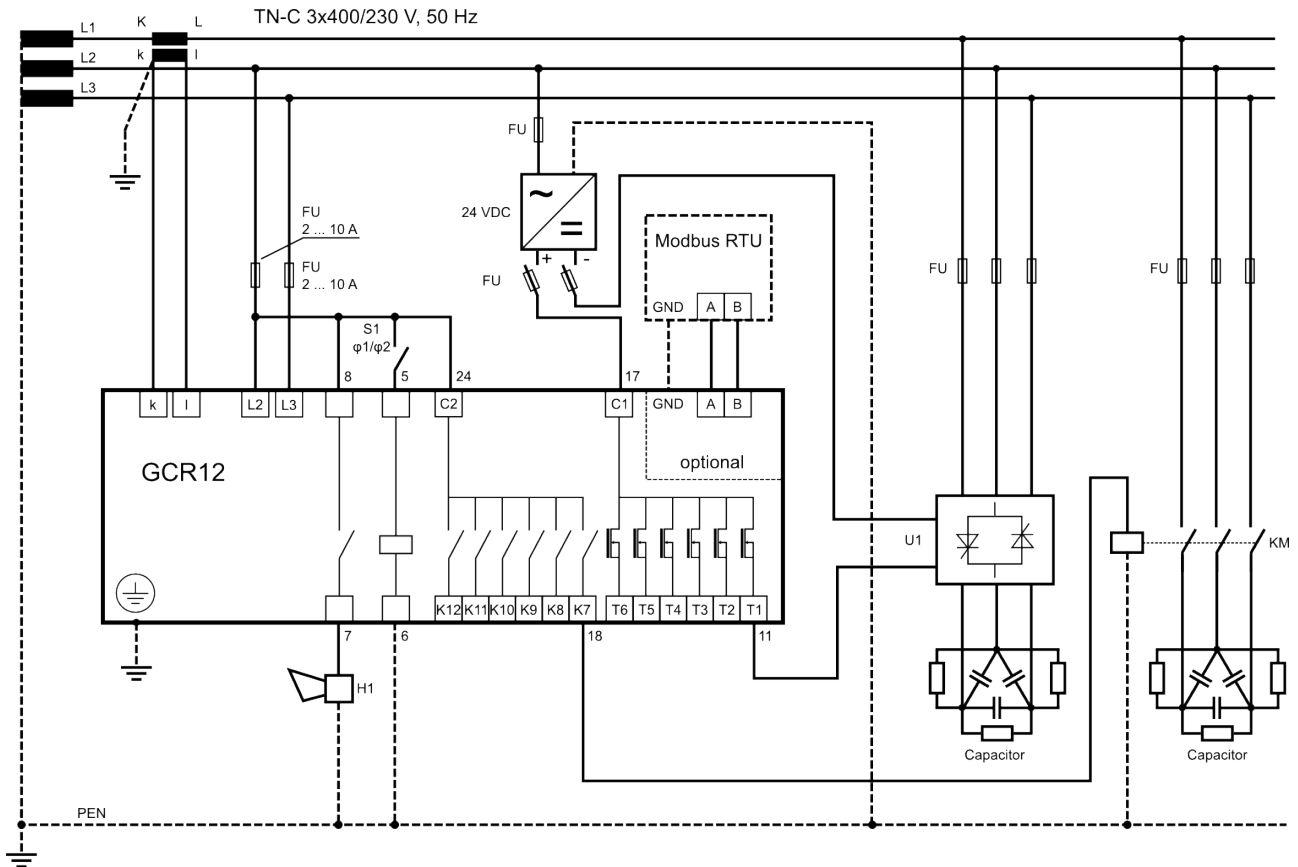 TN-C 3x400/230 V, 50 Hz
L1
K
L
L2
k
l
L3
FU
24 VDC
+
-
FU
2 ... 10 A
FU
2 ... 10 A
FU
Modbus RTU
GND
A
B
FU
FU
S1
φ1/φ2
8
5
24
17
k
l
L2
L3
C2
C1
GND
A
B
GCR12
optional
U1
KM
K12
K11
K10
K9
K8
K7
T6
T5
T4
T3
T2
T1
7
6
18
11
H1
Capacitor
Capacitor
PEN